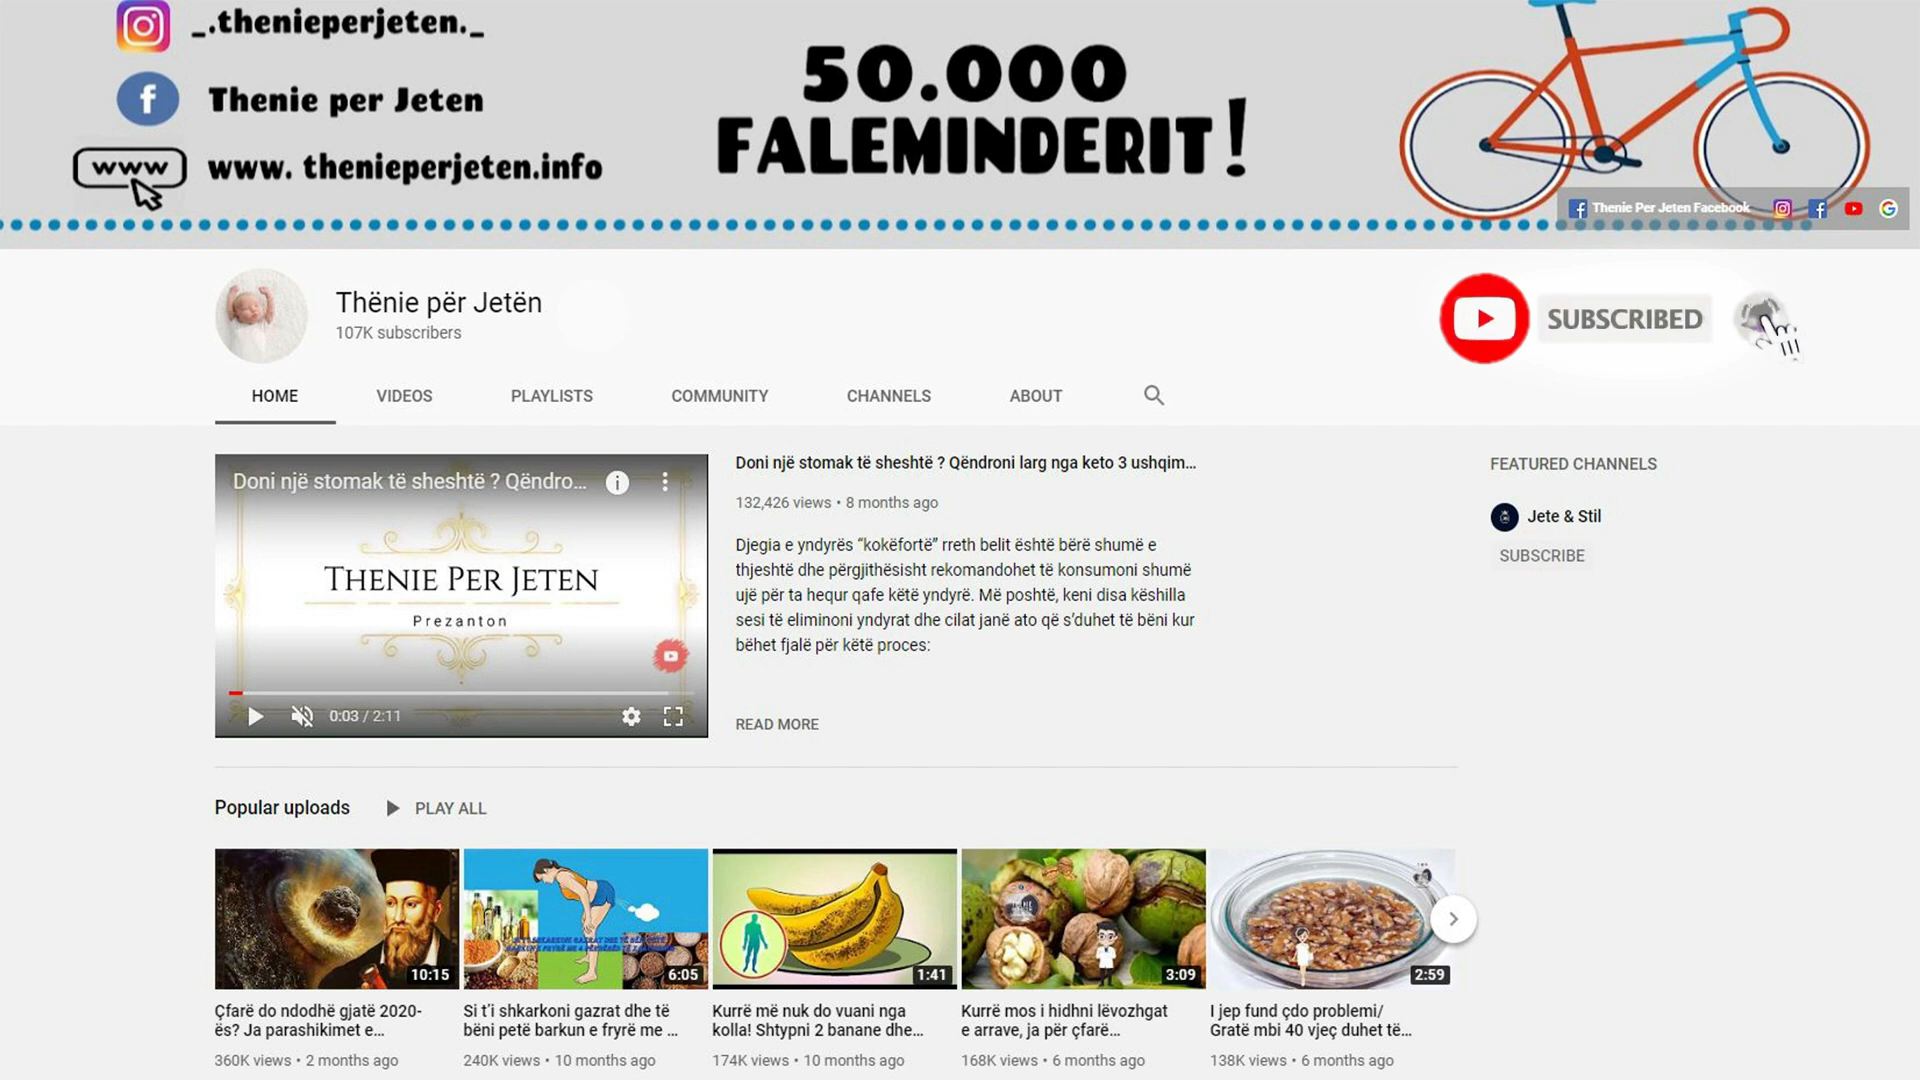 _.thenieperjeten._
Thenie per Jeten
www
www. thenieperjeten.info
50.000
FALEMINDERIT!
Thenie Per Jeten Facebook
Thënie për Jetën
107K subscribers
SUBSCRIBED
HOME
VIDEOS
PLAYLISTS
COMMUNITY
CHANNELS
ABOUT
Doni një stomak të sheshtë ? Qëndro...
THENIE PER JETEN
Prezanton
0:03 / 2:11
Doni një stomak të sheshtë ? Qëndroni larg nga keto 3 ushqim...
132,426 views • 8 months ago
Djegia e yndyrës “kokëfortë” rreth belit është bërë shumë e
thjeshtë dhe përgjithësisht rekomandohet të konsumoni shumë
ujë për ta hequr qafe këtë yndyrë. Më poshtë, keni disa këshilla
sesi të eliminoni yndyrat dhe cilat janë ato që s’duhet të bëni kur
bëhet fjalë për këtë proces:
READ MORE
FEATURED CHANNELS
Jete & Stil
SUBSCRIBE
Popular uploads
PLAY ALL
10:15
Çfarë do ndodhë gjatë 2020-
ës? Ja parashikimet e...
360K views • 2 months ago
6:05
Si t’i shkarkoni gazrat dhe të
bëni petë barkun e fryrë me ...
240K views • 10 months ago
1:41
Kurrë më nuk do vuani nga
kolla! Shtypni 2 banane dhe...
174K views • 10 months ago
3:09
Kurrë mos i hidhni lëvozhgat
e arrave, ja për çfarë...
168K views • 6 months ago
2:59
I jep fund çdo problemi/
Gratë mbi 40 vjeç duhet të...
138K views • 6 months ago